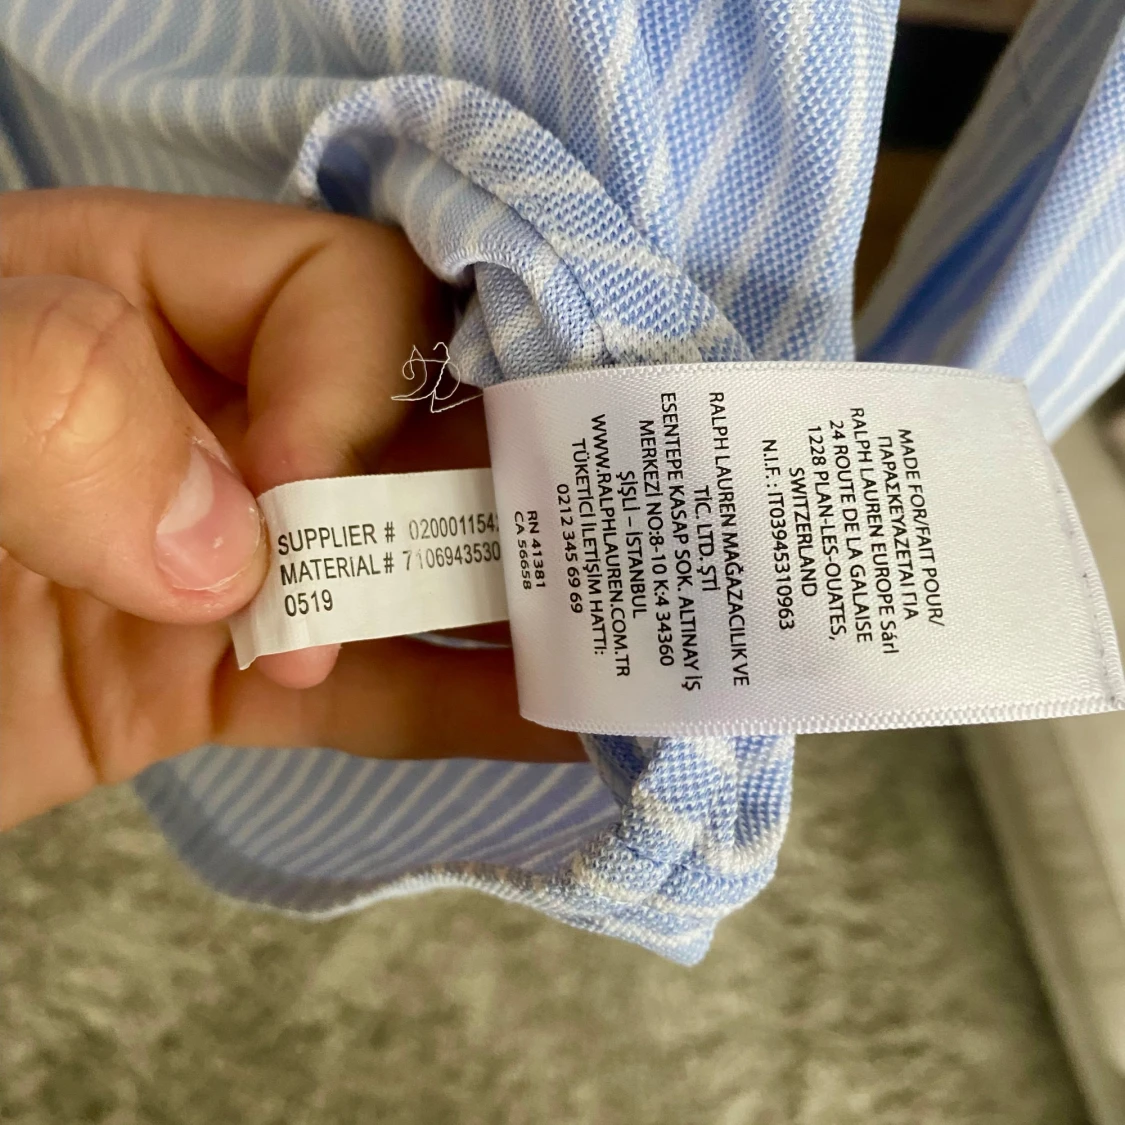 SUPPLIER # 020001154
MATERIAL# 7106943530
0519
MADE FOR/FAIT POUR/
ΠΑΡΑΣΚΕΥΑΖΕΤΑΙ ΓΙΑ
RALPH LAUREN EUROPE Sárl
24 ROUTE DE LA GALAISE
1228 PLAN-LES-OUATES,
SWITZERLAND
N.I.F.: IT03945310963
RALPH LAUREN MAĞAZACILIK VE
TİC. LTD. ŞTİ
ESENTEPE KASAP SOK. ALTINAY İŞ
MERKEZİ NO:8-10 K:4 34360
ŞİŞLİ – İSTANBUL
WWW.RALPHLAUREN.COM.TR
TÜKETİCİ İLETİŞİM HATTI:
0212 345 69 69
RN 41381
CA 56658